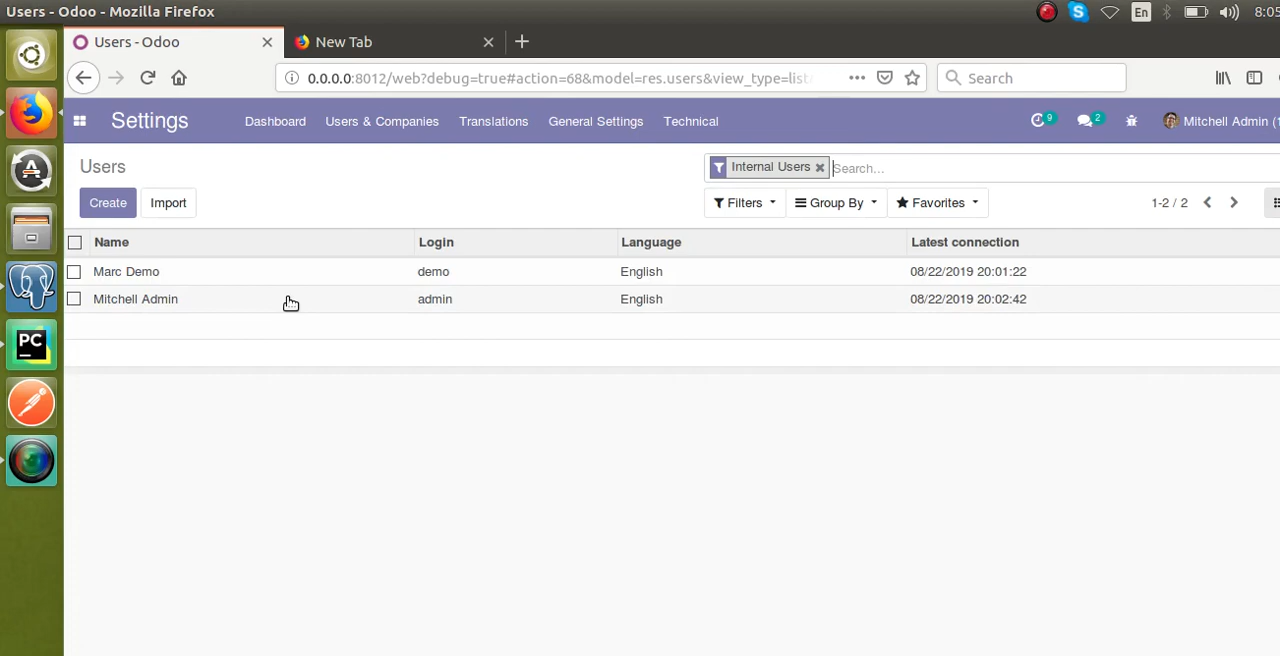 Users - Odoo - Mozilla Firefox
En
8:05
Users - Odoo
New Tab
0.0.0.0:8012/web?debug=true#action=68&model=res.users&view_type=list
Search
Settings
Dashboard
Users & Companies
Translations
General Settings
Technical
9
2
Mitchell Admin (1
Users
Internal Users
Search...
Create
Import
Filters
Group By
Favorites
1-2 / 2
Name Login Language Latest connection
Marc Demo demo English 08/22/2019 20:01:22
Mitchell Admin admin English 08/22/2019 20:02:42
PC